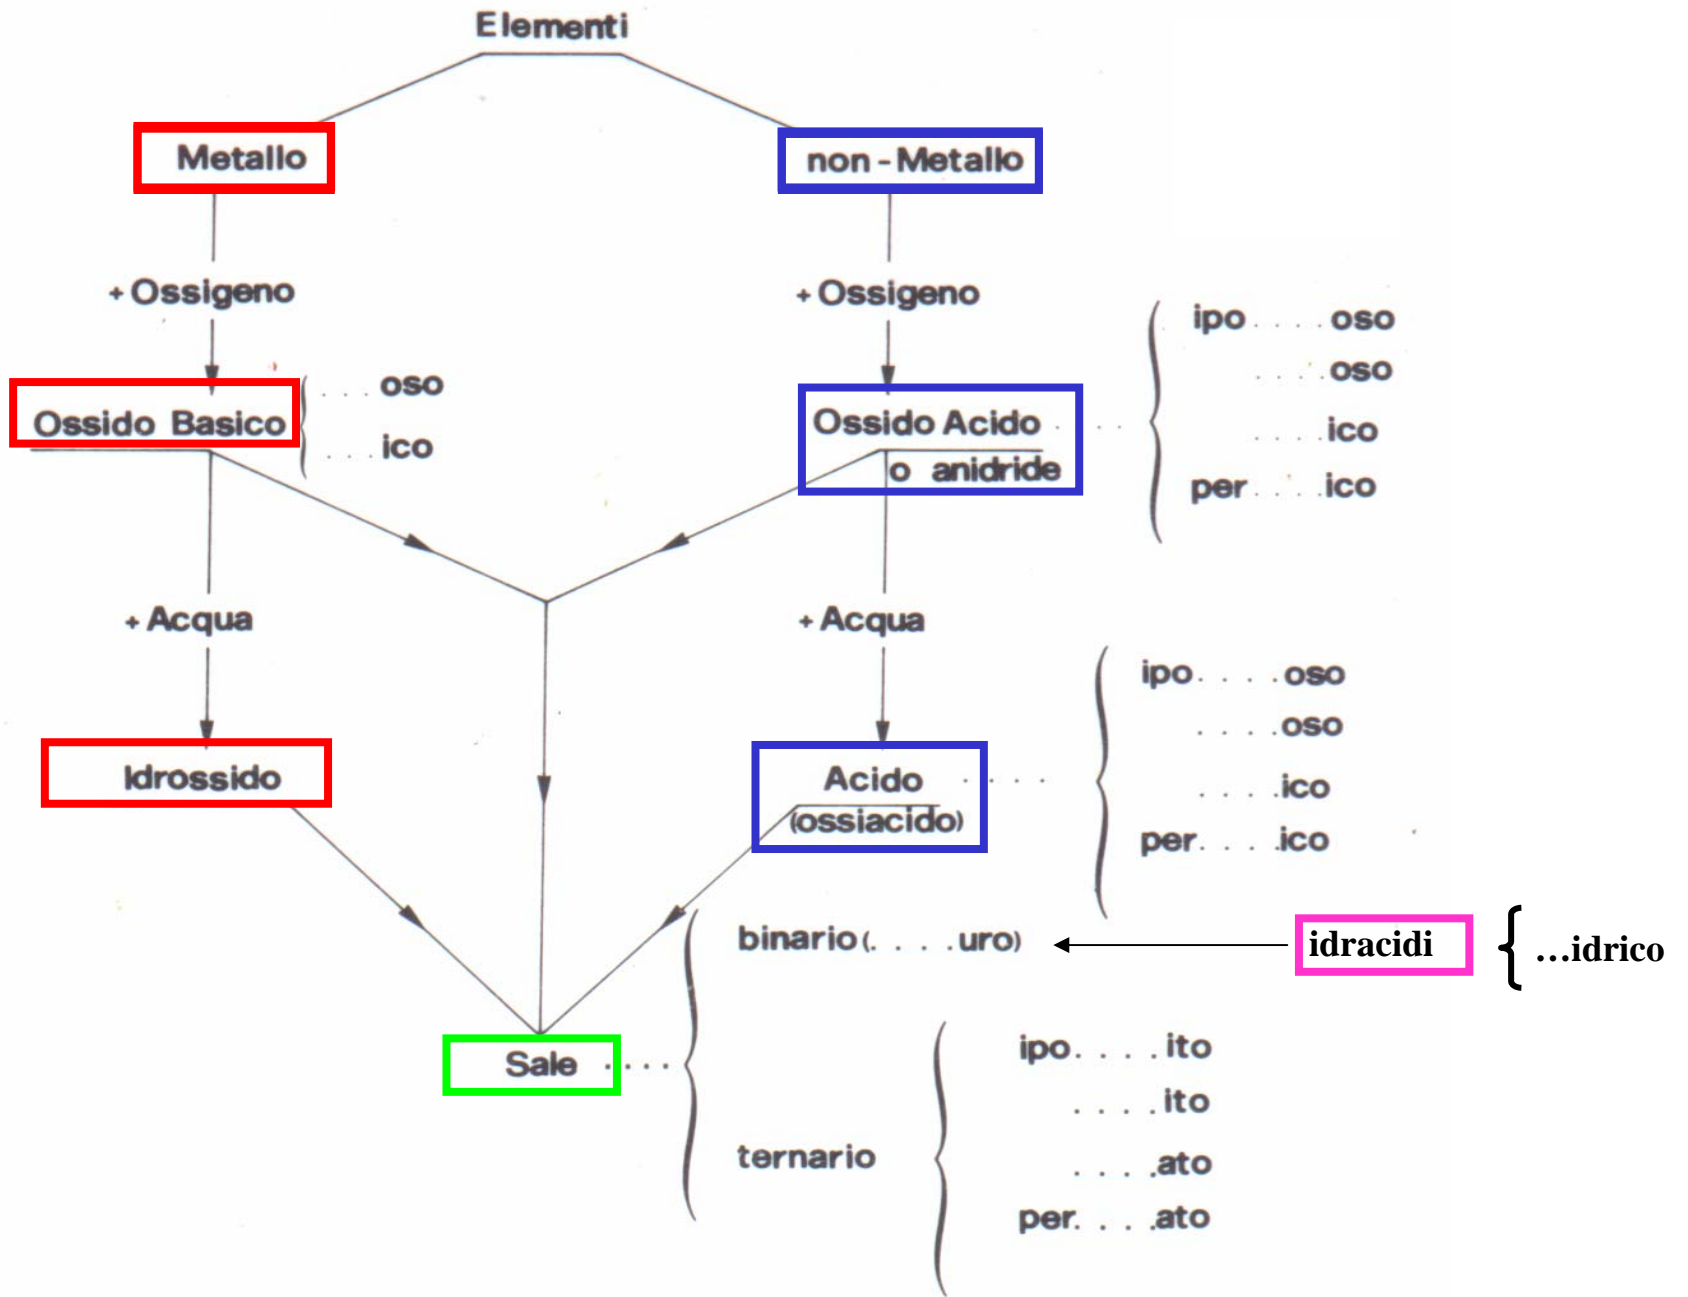 Elementi
Metallo
non - Metallo
+ Ossigeno
+ Ossigeno
Ossido Basico
. . . oso
. . . ico
Ossido Acido . . . .
o anidride
ipo . . . . oso
. . . . oso
. . . . ico
per . . . . ico
+ Acqua
+ Acqua
Idrossido
Acido . . . .
(ossiacido)
ipo . . . . oso
. . . . oso
. . . . ico
per . . . . ico
Sale . . . .
binario (. . . . uro)
idracidi
...idrico
ternario
ipo . . . . ito
. . . . ito
. . . . ato
per . . . . ato